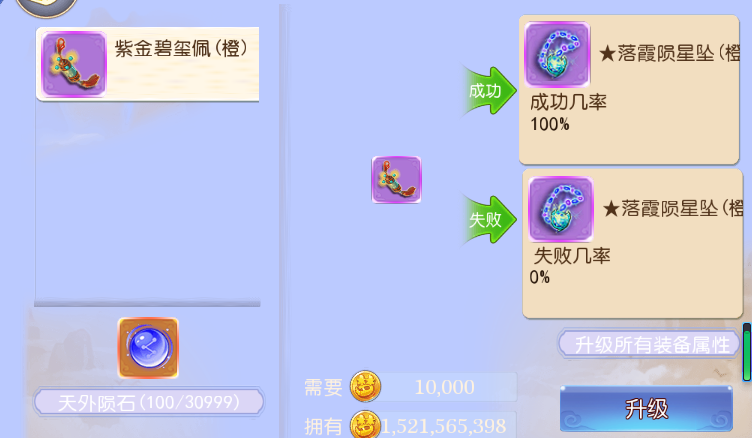 紫金碧玺佩(橙)
成功
★落霞陨星坠(橙
成功几率
100%
失败
★落霞陨星坠(橙
失败几率
0%
天外陨石(100/30999)
需要 10,000
拥有 1,521,565,398
升级所有装备属性
升级